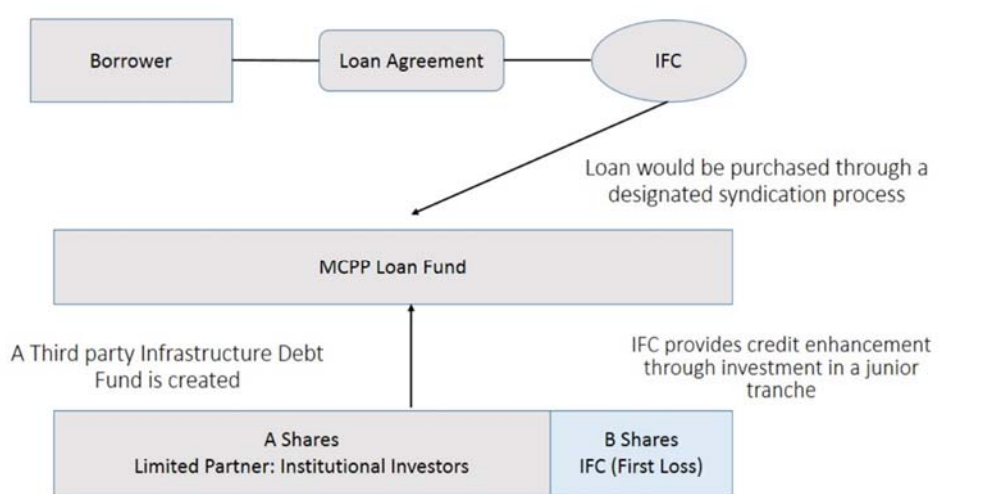 Borrower
Loan Agreement
IFC
Loan would be purchased through a
designated syndication process
MCPP Loan Fund
A Third party Infrastructure Debt
Fund is created
IFC provides credit enhancement
through investment in a junior
tranche
A Shares
Limited Partner: Institutional Investors
B Shares
IFC (First Loss)